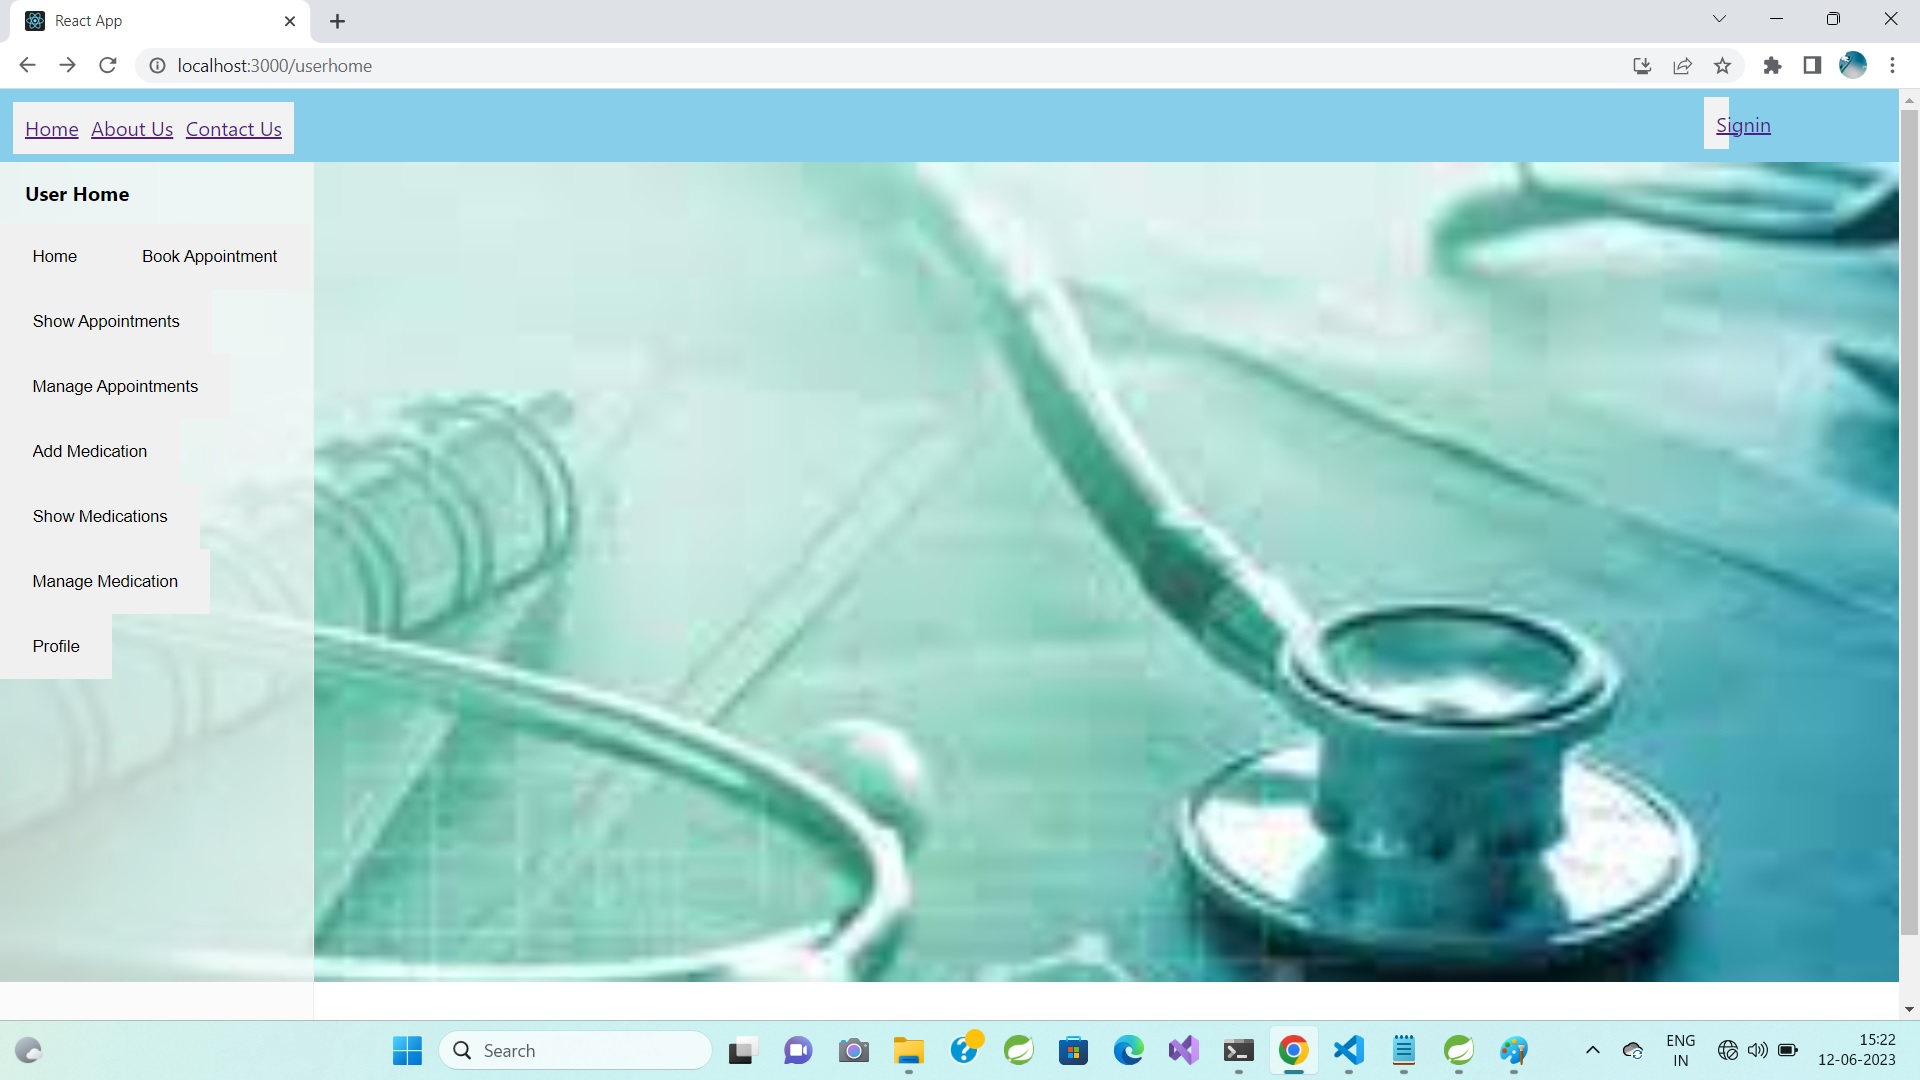 React App
localhost:3000/userhome
Home About Us Contact Us
Signin
User Home
Home Book Appointment
Show Appointments
Manage Appointments
Add Medication
Show Medications
Manage Medication
Profile
Search
ENG
IN
15:22
12-06-2023